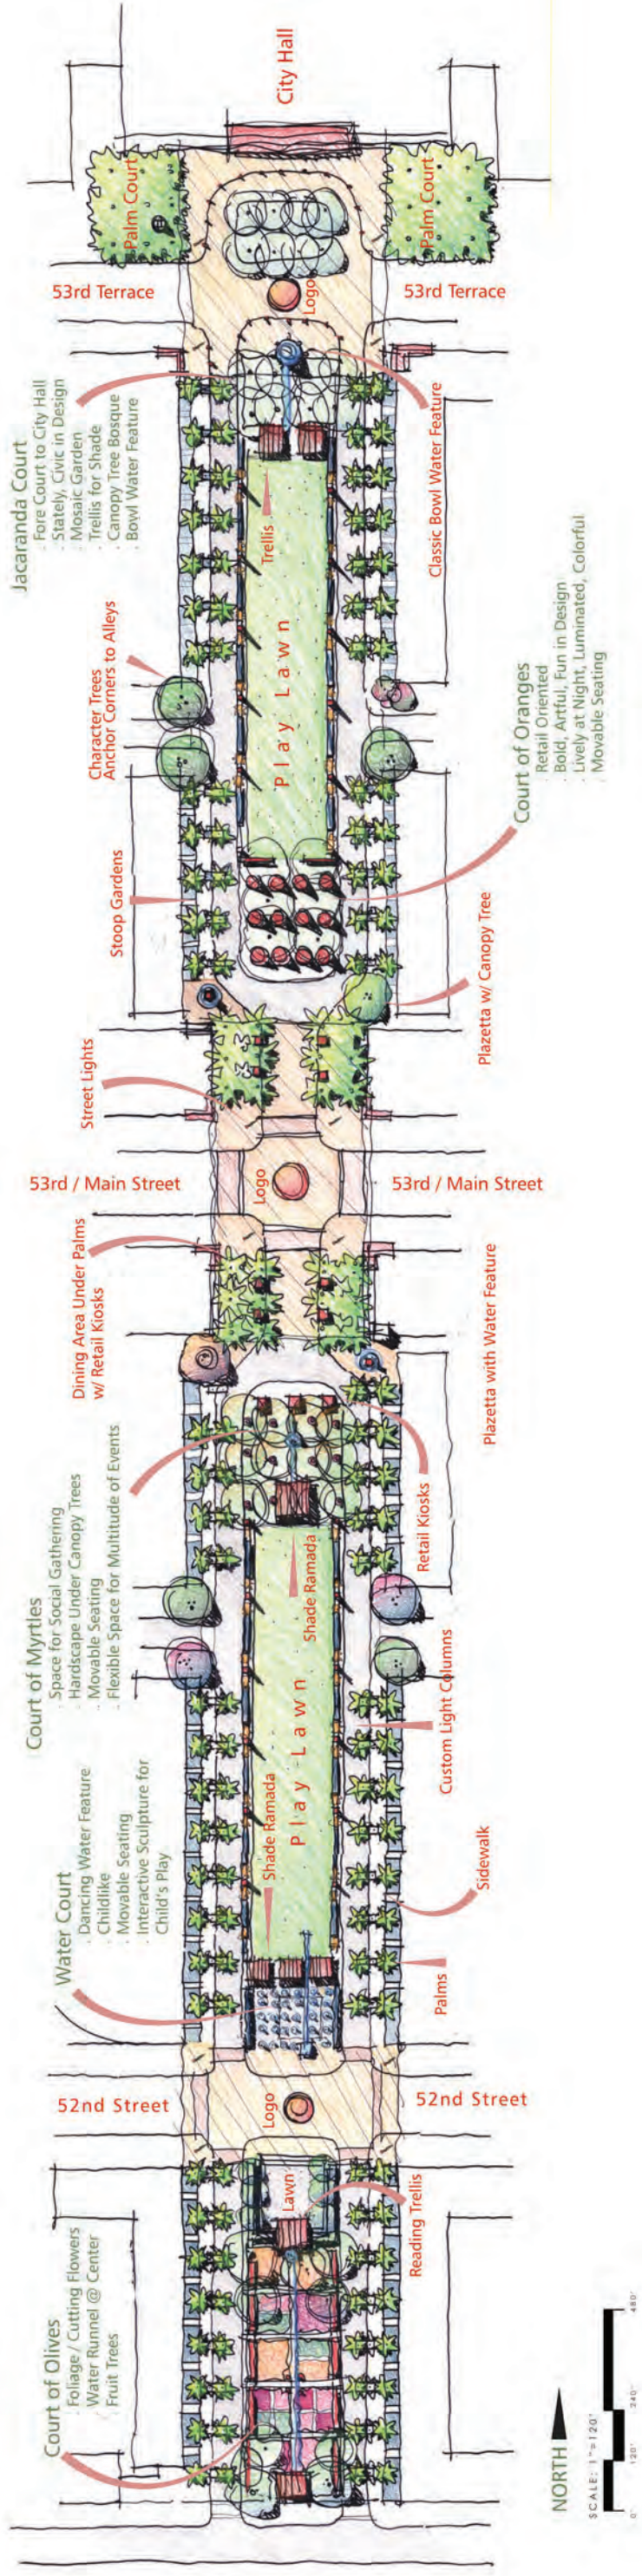 City Hall
Palm Court
Palm Court
53rd Terrace
53rd Terrace
Logo
Jacaranda Court
· Fore Court to City Hall
· Stately, Civic in Design
· Mosaic Garden
· Trellis for Shade
· Canopy Tree Bosque
· Bowl Water Feature
Trellis
Classic Bowl Water Feature
Play Lawn
Character Trees
Anchor Corners to Alleys
Court of Oranges
· Retail Oriented
· Bold, Artful, Fun in Design
· Lively at Night, Luminated, Colorful
· Movable Seating
Stoop Gardens
Plazetta w/ Canopy Tree
Street Lights
53rd / Main Street
Logo
53rd / Main Street
Dining Area Under Palms
w/ Retail Kiosks
Plazetta with Water Feature
Court of Myrtles
· Space for Social Gathering
· Hardscape Under Canopy Trees
· Movable Seating
· Flexible Space for Multitude of Events
Retail Kiosks
Shade Ramada
Play Lawn
Custom Light Columns
Shade Ramada
Water Court
· Dancing Water Feature
· Childlike
· Movable Seating
· Interactive Sculpture for
Child's Play
Sidewalk
Palms
52nd Street
Logo
52nd Street
Lawn
Reading Trellis
Court of Olives
· Foliage / Cutting Flowers
· Water Runnel @ Center
· Fruit Trees
NORTH
SCALE: 1"=120'
0' 120' 240' 480'